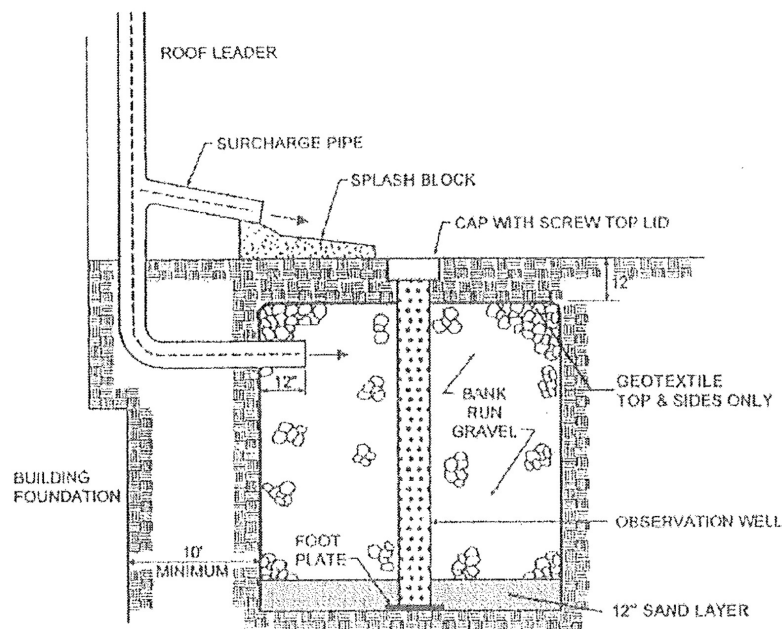 ROOF LEADER
SURCHARGE PIPE
SPLASH BLOCK
CAP WITH SCREW TOP LID
12"
12"
GEOTEXTILE
TOP & SIDES ONLY
BANK
RUN
GRAVEL
BUILDING
FOUNDATION
OBSERVATION WELL
FOOT
PLATE
10'
MINIMUM
12" SAND LAYER